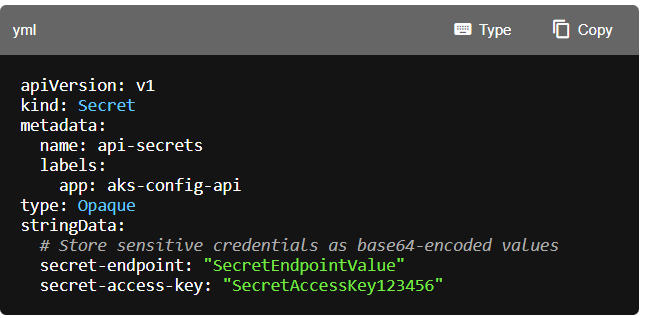 yml
Type
Copy
apiVersion: v1
kind: Secret
metadata:
  name: api-secrets
  labels:
    app: aks-config-api
type: Opaque
stringData:
  # Store sensitive credentials as base64-encoded values
  secret-endpoint: "SecretEndpointValue"
  secret-access-key: "SecretAccessKey123456"